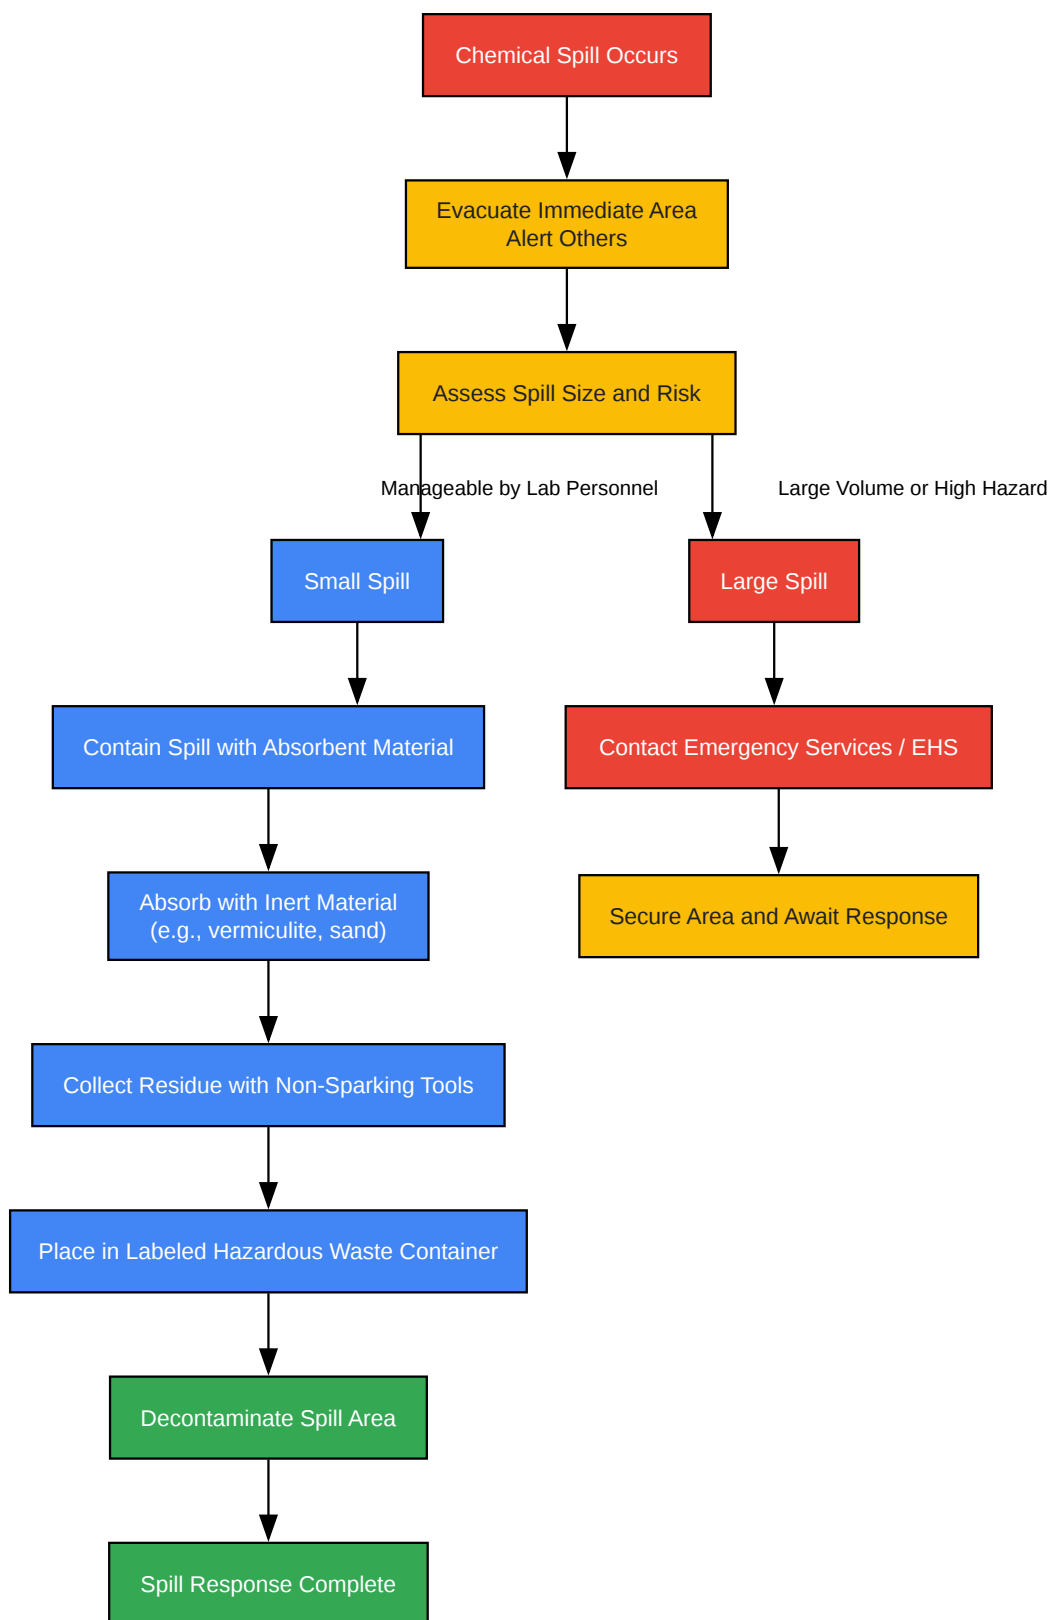 Chemical Spill Occurs
Evacuate Immediate Area
Alert Others
Assess Spill Size and Risk
Manageable by Lab Personnel
Large Volume or High Hazard
Small Spill
Large Spill
Contain Spill with Absorbent Material
Contact Emergency Services / EHS
Absorb with Inert Material
(e.g., vermiculite, sand)
Secure Area and Await Response
Collect Residue with Non-Sparking Tools
Place in Labeled Hazardous Waste Container
Decontaminate Spill Area
Spill Response Complete